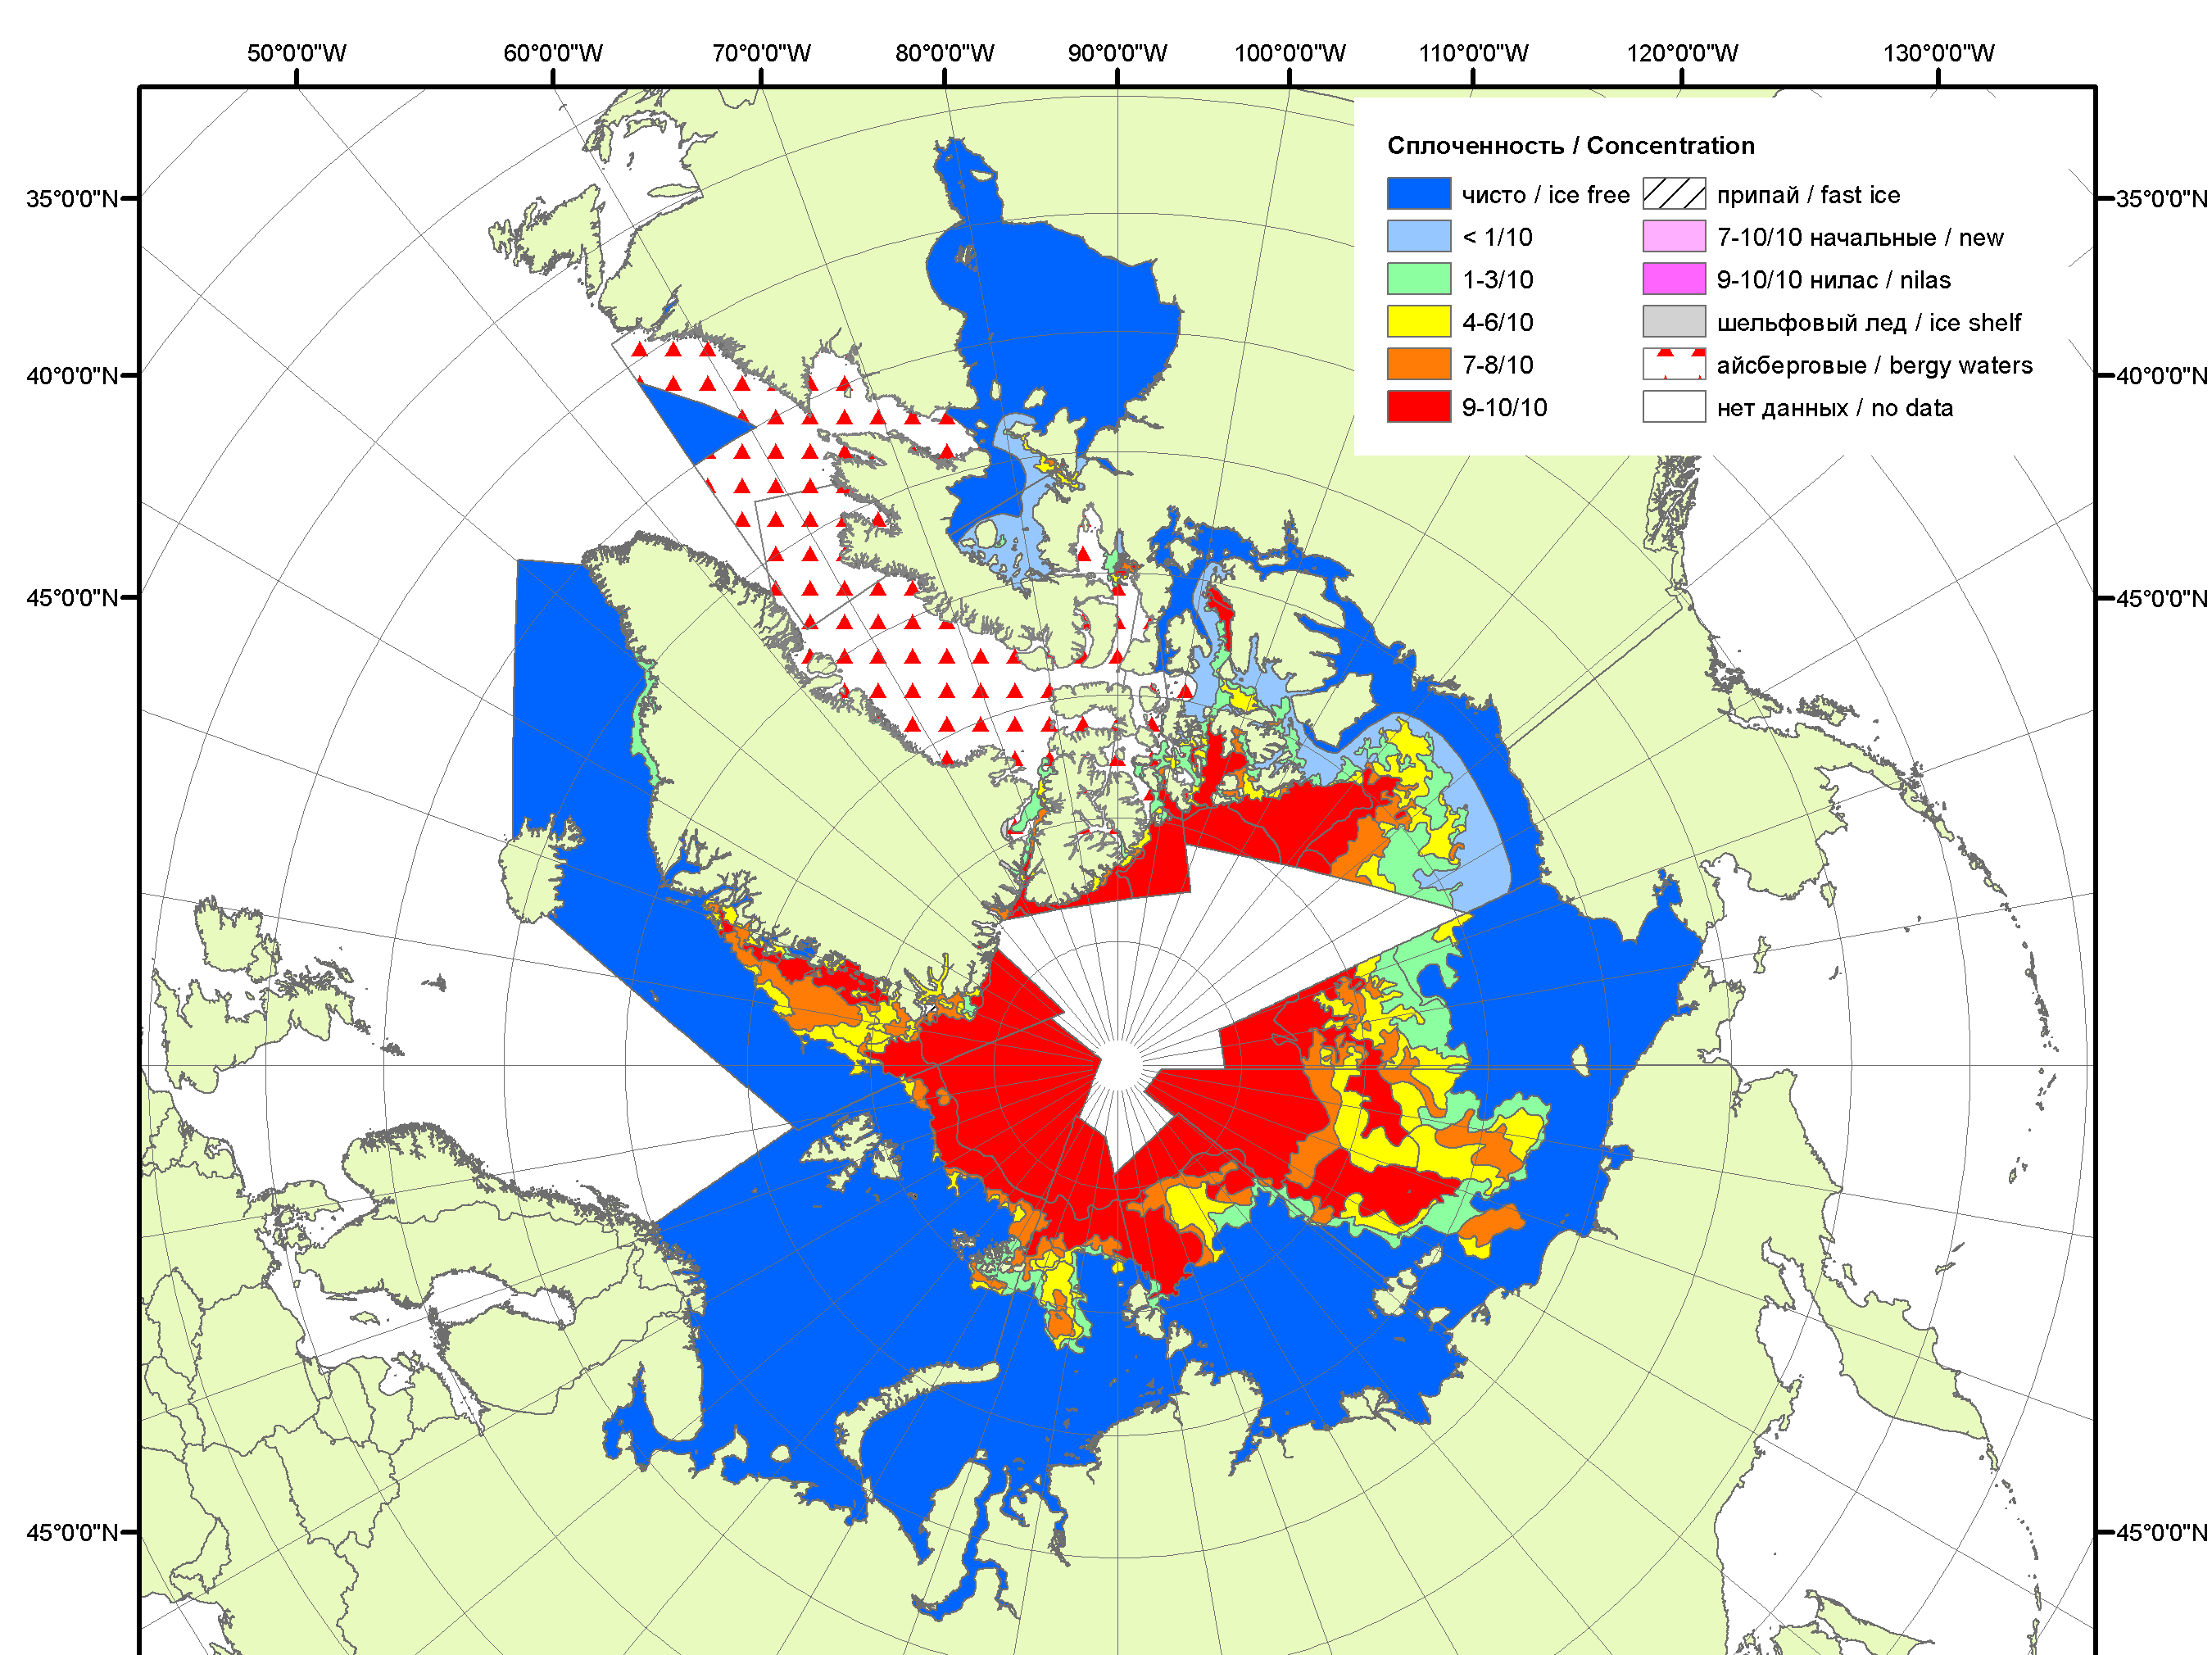 50°0'0"W 60°0'0"W 70°0'0"W 80°0'0"W 90°0'0"W 100°0'0"W 110°0'0"W 120°0'0"W 130°0'0"W
Сплоченность / Concentration
чисто / ice free
< 1/10
1-3/10
4-6/10
7-8/10
9-10/10
припай / fast ice
7-10/10 начальные / new
9-10/10 нилас / nilas
шельфовый лед / ice shelf
айсберговые / bergy waters
нет данных / no data
35°0'0"N 35°0'0"N
40°0'0"N 40°0'0"N
45°0'0"N 45°0'0"N
45°0'0"N 45°0'0"N